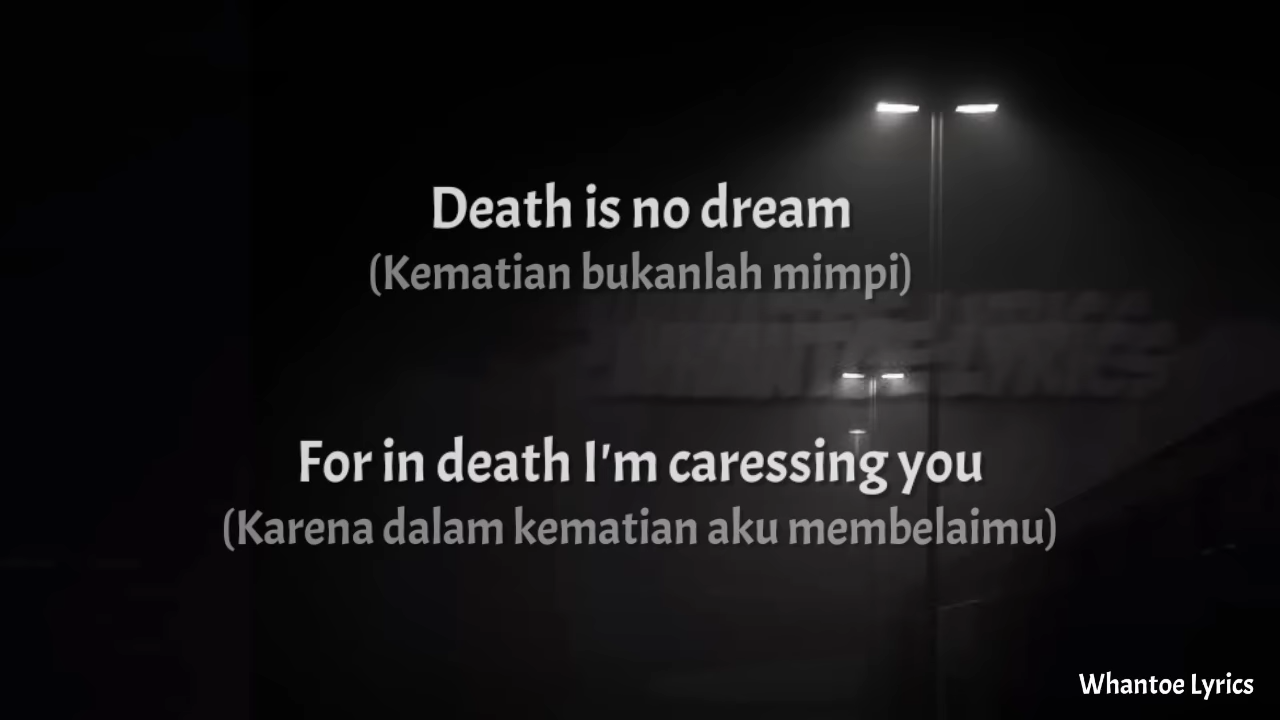 Death is no dream
(Kematian bukanlah mimpi)
For in death I'm caressing you
(Karena dalam kematian aku membelaimu)
Whantoe Lyrics